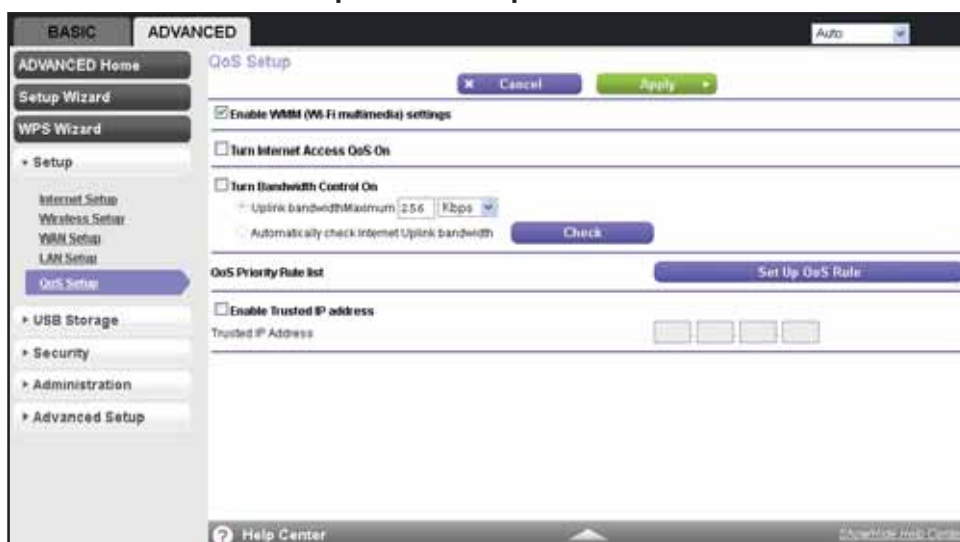 BASIC
ADVANCED
Auto
ADVANCED Home
Setup Wizard
WPS Wizard
Setup
Internet Setup
Wireless Setup
WAN Setup
LAN Setup
QoS Setup
USB Storage
Security
Administration
Advanced Setup
QoS Setup
X Cancel
Apply
Enable WMM (Wi-Fi multimedia) settings
Turn Internet Access QoS On
Turn Bandwidth Control On
Uplink bandwidthMaximum 256 Kbps
Automatically check Internet Uplink bandwidth Check
QoS Priority Rule list Set Up QoS Rule
Enable Trusted IP address
Trusted IP Address
? Help Center
Show/Hide Help Center